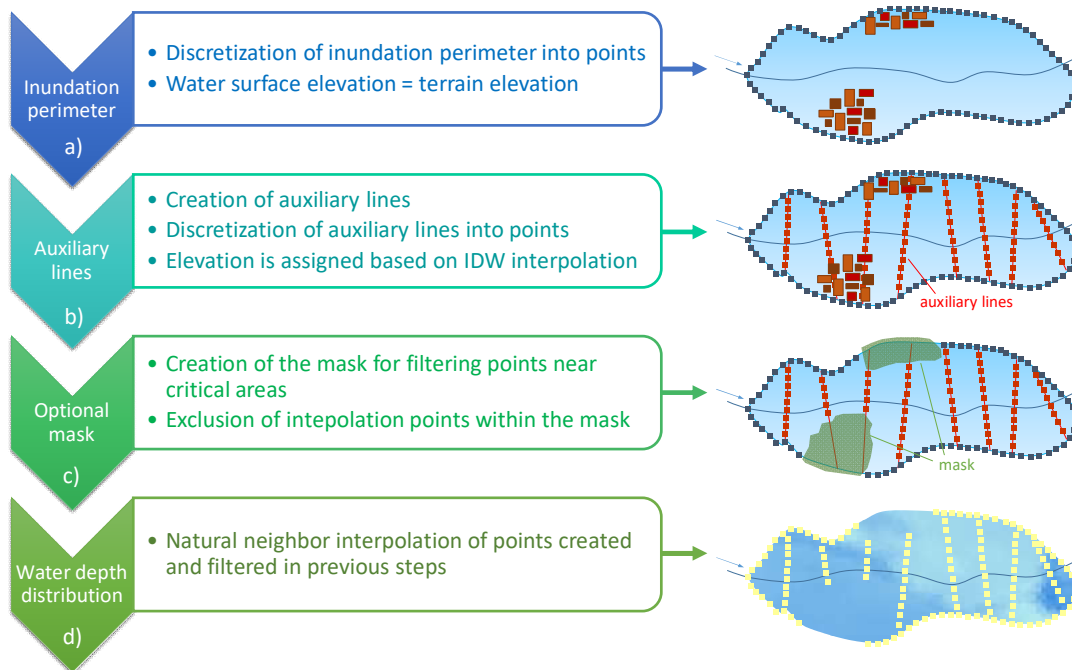 Inundation
perimeter
a)
• Discretization of inundation perimeter into points
• Water surface elevation = terrain elevation
Auxiliary
lines
b)
• Creation of auxiliary lines
• Discretization of auxiliary lines into points
• Elevation is assigned based on IDW interpolation
auxiliary lines
Optional
mask
c)
• Creation of the mask for filtering points near
critical areas
• Exclusion of intepolation points within the mask
mask
Water depth
distribution
d)
• Natural neighbor interpolation of points created
and filtered in previous steps